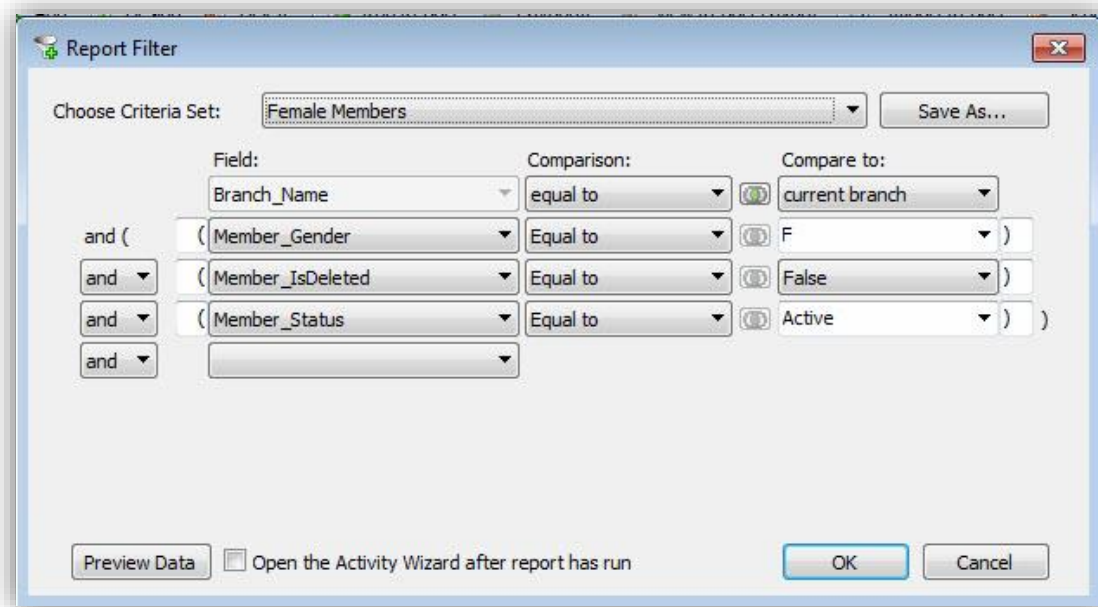 Report Filter
Choose Criteria Set: Female Members Save As...
Field: Comparison: Compare to:
Branch_Name equal to current branch
and ( ( Member_Gender Equal to F )
and ( Member_IsDeleted Equal to False )
and ( Member_Status Equal to Active ) )
and
Preview Data Open the Activity Wizard after report has run OK Cancel